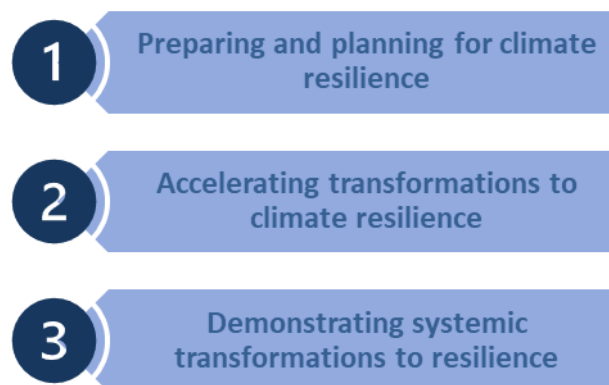 1
Preparing and planning for climate
resilience
2
Accelerating transformations to
climate resilience
3
Demonstrating systemic
transformations to resilience